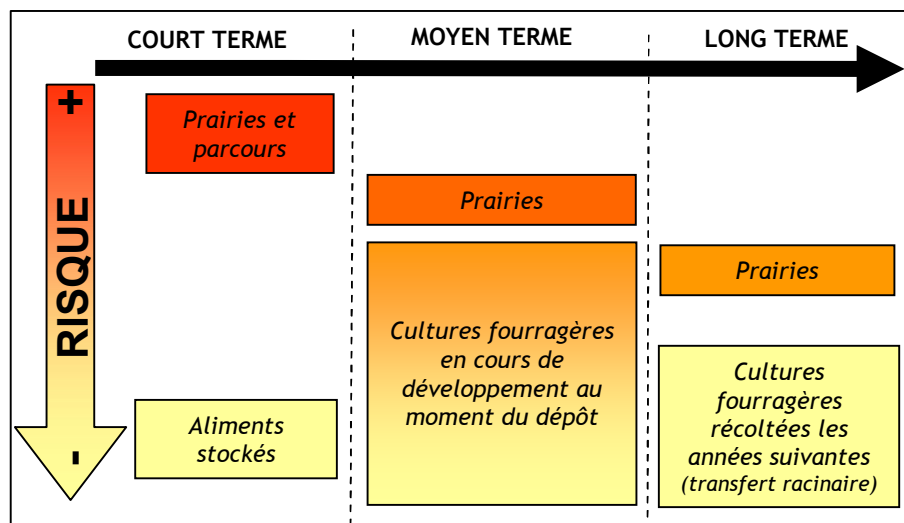 COURT TERME
MOYEN TERME
LONG TERME
+
RISQUE
-
Prairies et
parcours
Aliments
stockés
Prairies
Cultures fourragères
en cours de
développement au
moment du dépôt
Prairies
Cultures
fourragères
récoltées les
années suivantes
(transfert racinaire)